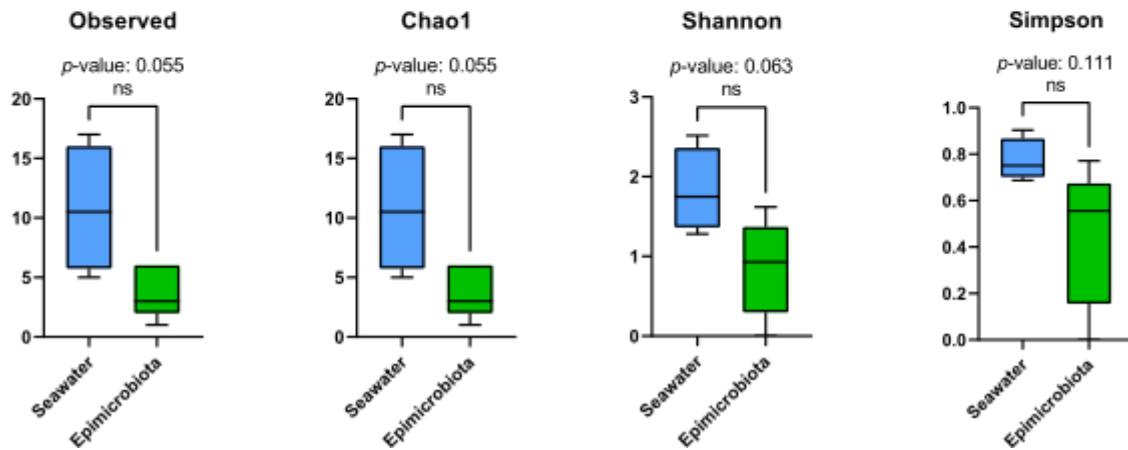 Observed
p-value: 0.055
ns
20
15
10
5
0
Seawater
Epimicrobiota
Chao1
p-value: 0.055
ns
20
15
10
5
0
Seawater
Epimicrobiota
Shannon
p-value: 0.063
ns
3
2
1
0
Seawater
Epimicrobiota
Simpson
p-value: 0.111
ns
1.0
0.8
0.6
0.4
0.2
0.0
Seawater
Epimicrobiota